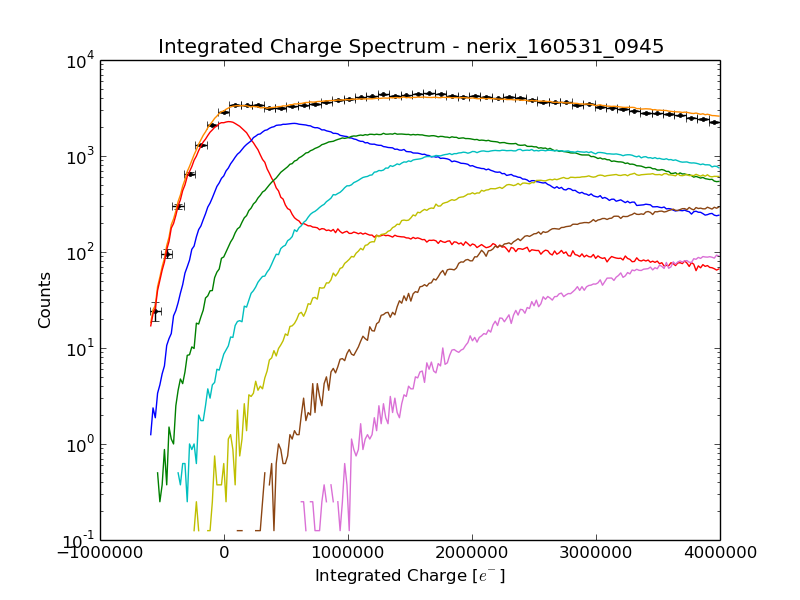 Integrated Charge Spectrum - nerix_160531_0945
10^4
10^3
10^2
10^1
10^0
10^-1
Counts
−1000000 0 1000000 2000000 3000000 4000000
Integrated Charge [e^-]